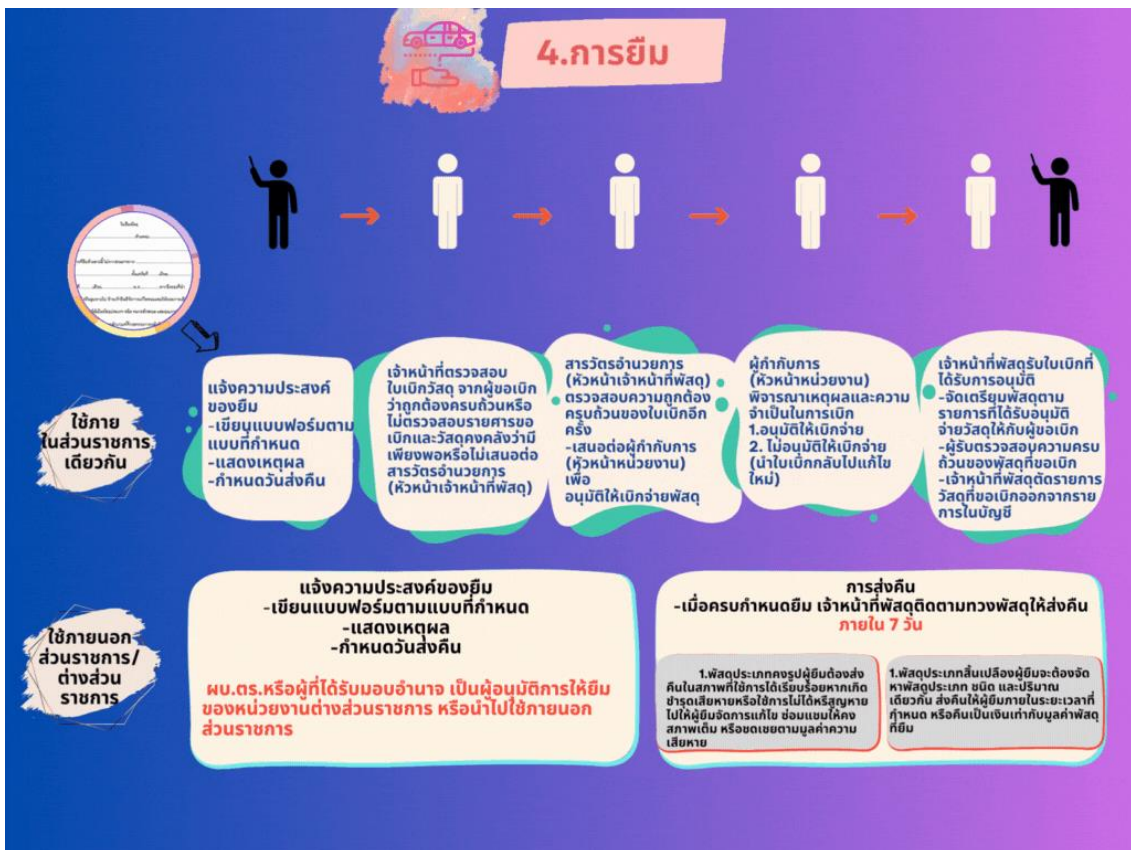 4.การยืม
ใช้ภาย
ในส่วนราชการ
เดียวกัน
แจ้งความประสงค์
ของยืม
-เขียนแบบฟอร์มตาม
แบบที่กำหนด
-แสดงเหตุผล
-กำหนดวันส่งคืน
เจ้าหน้าที่ตรวจสอบ
ใบเบิกวัสดุ จากผู้ขอเบิก
ว่าถูกต้องครบถ้วนหรือ
ไม่ตรวจสอบรายศารขอ
เบิกและวัสดุคงคลังว่ามี
เพียงพอหรือไม่เสนอต่อ
สารวัตรอำนวยการ
(หัวหน้าเจ้าหน้าที่พัสดุ)
สารวัตรอำนวยการ
(หัวหน้าเจ้าหน้าที่พัสดุ)
ตรวจสอบความถูกต้อง
ครบถ้วนของใบเบิกอีก
ครั้ง
-เสนอต่อผู้กำกับการ
(หัวหน้าหน่วยงาน)
เพื่อ
อนุมัติให้เบิกจ่ายพัสดุ
ผู้กำกับการ
(หัวหน้าหน่วยงาน)
พิจารณาเหตุผลและความ
จำเป็นในการเบิก
1.อนุมัติให้เบิกจ่าย
2. ไม่อนุมัติให้เบิกจ่าย
(นำใบเบิ้กกลับไปแก้ไข
ใหม่)
เจ้าหน้าที่พัสดุรับใบเบิกที่
ได้รับการอนุมัติ
-จัดเตรียมพัสดุตาม
รายการที่ได้รับอนุมัติ
จ่ายวัสดุให้กับผู้ขอเบิก
-ผู้รับตรวจสอบความครบ
ถ้วนของพัสดุที่ขอเบิก
-เจ้าหน้าที่พัสดุตัดรายการ
วัสดุที่ขอเบิกออกจากราย
การในบัญชี
ใช้ภายนอก
ส่วนราชการ/
ต่างส่วน
ราชการ
แจ้งความประสงค์ของยืม
-เขียนแบบฟอร์มตามแบบที่กำหนด
-แสดงเหตุผล
-กำหนดวันส่งคืน
ผบ.ตร.หรือผู้ที่ได้รับมอบอำนาจ เป็นผู้อนุมัติการให้ยืม
ของหน่วยงานต่างส่วนราชการ หรือนำไปใช้ภายนอก
ส่วนราชการ
การส่งคืน
-เมื่อครบกำหนดยืม เจ้าหน้าที่พัสดุติดตามทวงพัสดุให้ส่งคืน
ภายใน 7 วัน
1.พัสดุประเภทคงรูปผู้ยืมต้องส่ง
คืนในสภาพที่ใช้การได้เรียบร้อยหากเกิด
ชำรุดเสียหายหรือใช้การไม่ได้หรืสูญหาย
ไปให้ผู้ยืมจัดการแก้ไข ซ่อมแซมให้คง
สภาพเดิม หรือชดเชยตามมูลค่าความ
เสียหาย
1.พัสดุประเภทสิ้นเปลืองผู้ยืมจะต้องจัด
หาพัสดุประเภท ชนิด และปริมาณ
เดียวกัน ส่งคืนให้ผู้ยืมภายในระยะเวลาที่
กำหนด หรือคืนเป็นเงินเท่ากับมูลค่าพัสดุ
ที่ยืม